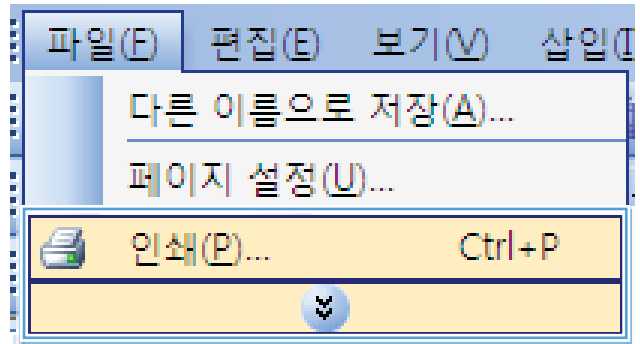 파일(F) 편집(E) 보기(V) 삽입(I
다른 이름으로 저장(A)...
페이지 설정(U)...
인쇄(P)... Ctrl+P